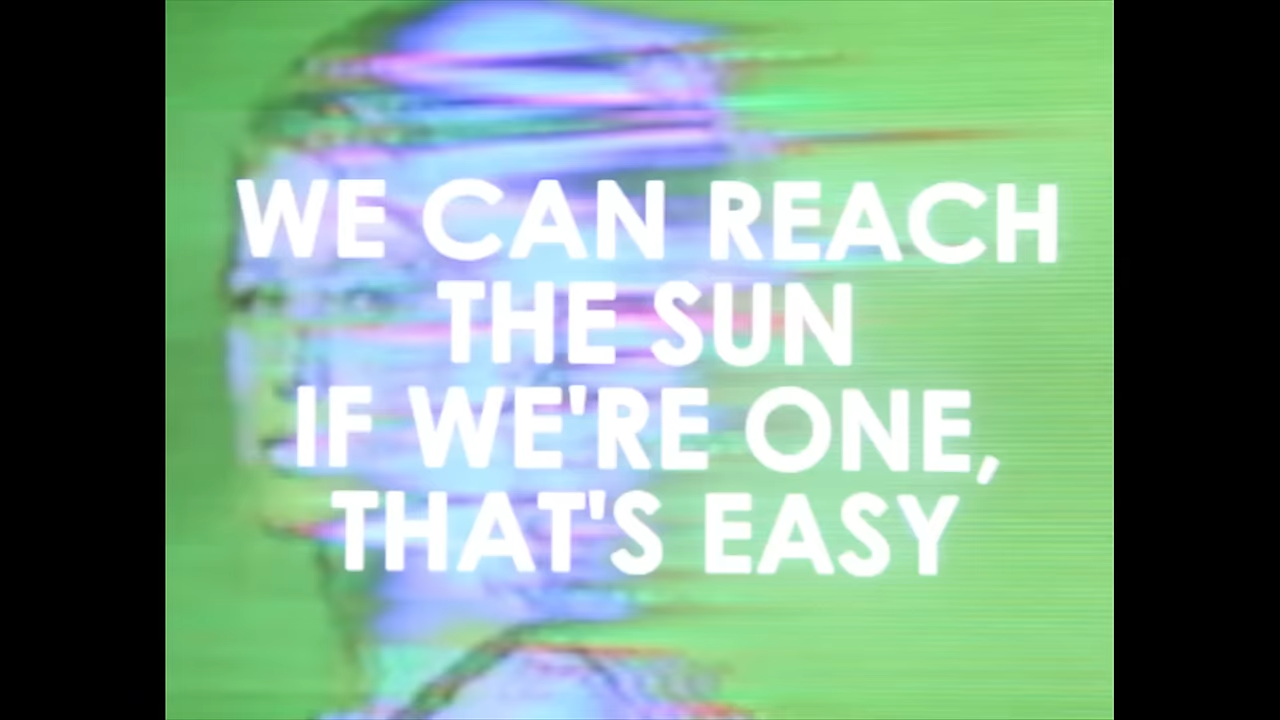 WE CAN REACH
THE SUN
IF WE'RE ONE,
THAT'S EASY